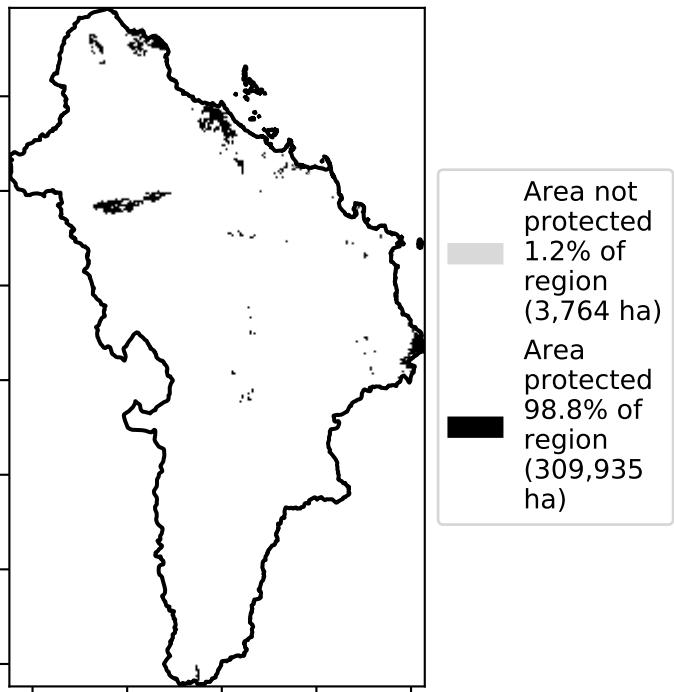 Area not
protected
1.2% of
region
(3,764 ha)
Area
protected
98.8% of
region
(309,935
ha)